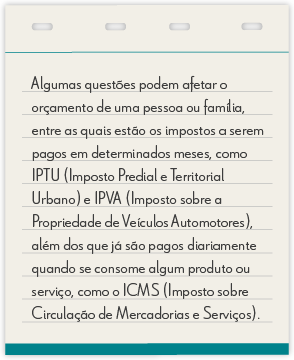 Algumas questões podem afetar o
orçamento de uma pessoa ou família,
entre as quais estão os impostos a serem
pagos em determinados meses, como
IPTU (Imposto Predial e Territorial
Urbano) e IPVA (Imposto sobre a
Propriedade de Veículos Automotores),
além dos que já são pagos diariamente
quando se consome algum produto ou
serviço, como o ICMS (Imposto sobre
Circulação de Mercadorias e Serviços).